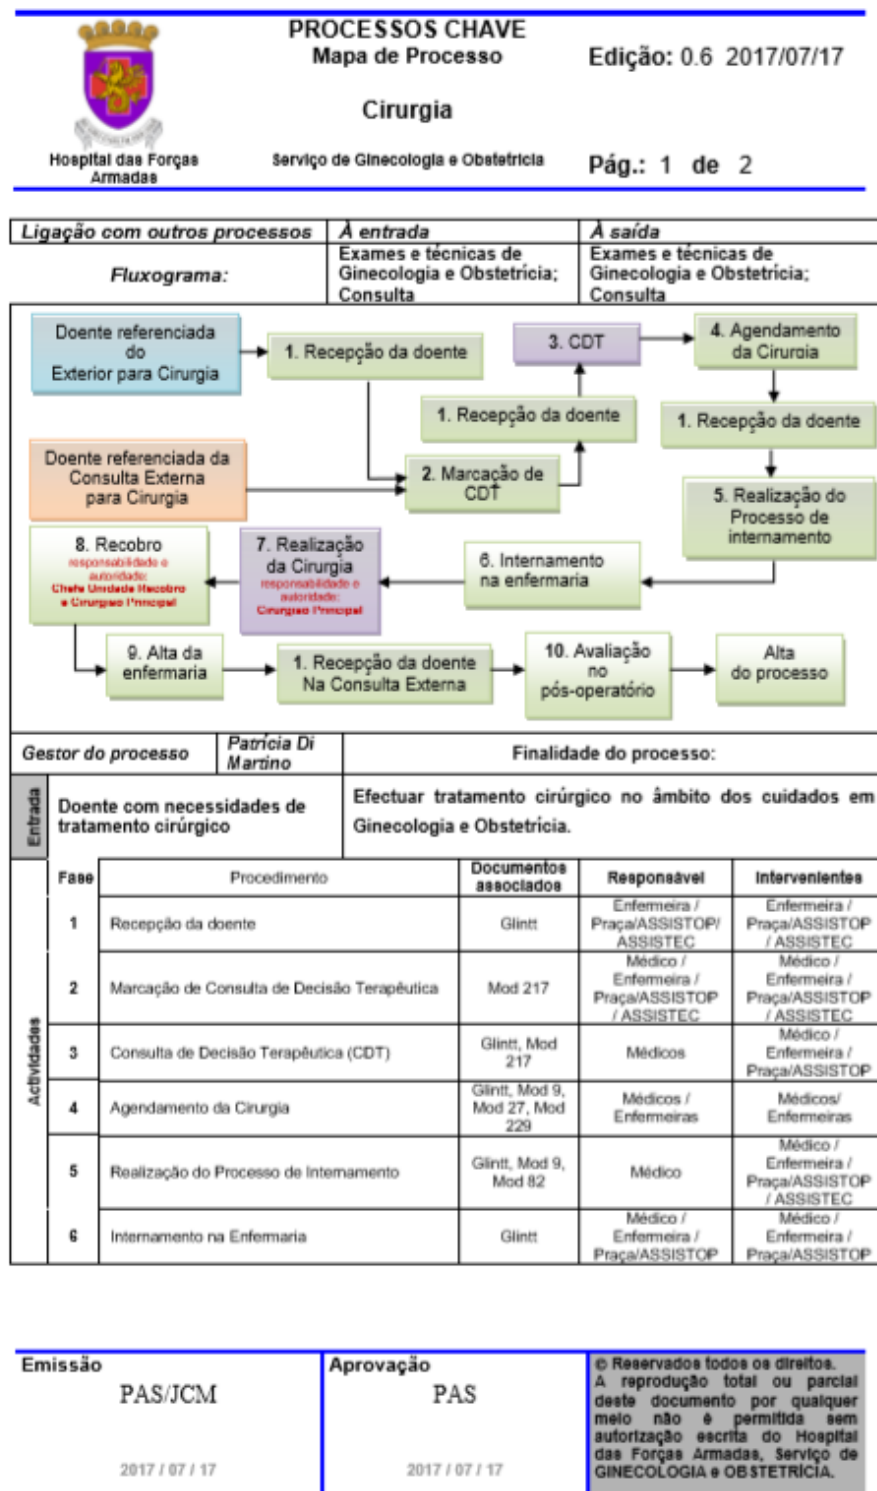 PROCESSOS CHAVE
Mapa de Processo
Edição: 0.6 2017/07/17
Cirurgia
Hospital das Forças
Armadas
Serviço de Ginecologia e Obstetrícia
Pág.: 1 de 2
Ligação com outros processos
À entrada
À saída
Fluxograma:
Exames e técnicas de
Ginecologia e Obstetrícia;
Consulta
Exames e técnicas de
Ginecologia e Obstetrícia;
Consulta
Doente referenciada
do
Exterior para Cirurgia
1. Recepção da doente
3. CDT
4. Agendamento
da Cirurgia
1. Recepção da doente
1. Recepção da doente
Doente referenciada da
Consulta Externa
para Cirurgia
2. Marcação de
CDT
5. Realização do
Processo de
internamento
8. Recobro
responsabilidade e
autoridade:
Chefe Unidade Recobro
e Cirurgião Principal
7. Realização
da Cirurgia
responsabilidade e
autoridade:
Cirurgião Principal
6. Internamento
na enfermaria
9. Alta da
enfermaria
1. Recepção da doente
Na Consulta Externa
10. Avaliação
no
pós-operatório
Alta
do processo
Gestor do processo
Patrícia Di
Martino
Finalidade do processo:
Entrada
Doente com necessidades de
tratamento cirúrgico
Efectuar tratamento cirúrgico no âmbito dos cuidados em
Ginecologia e Obstetrícia.
Actividades
Fase
Procedimento
Documentos
associados
Responsável
Intervenientes
1
Recepção da doente
Glintt
Enfermeira /
Praça/ASSISTOP/
ASSISTEC
Enfermeira /
Praça/ASSISTOP
/ ASSISTEC
2
Marcação de Consulta de Decisão Terapêutica
Mod 217
Médico /
Enfermeira /
Praça/ASSISTOP
/ ASSISTEC
Médico /
Enfermeira /
Praça/ASSISTOP
/ ASSISTEC
3
Consulta de Decisão Terapêutica (CDT)
Glintt, Mod
217
Médicos
Médico /
Enfermeira /
Praça/ASSISTOP
4
Agendamento da Cirurgia
Glintt, Mod 9,
Mod 27, Mod
229
Médicos /
Enfermeiras
Médicos/
Enfermeiras
5
Realização do Processo de Internamento
Glintt, Mod 9,
Mod 82
Médico
Médico /
Enfermeira /
Praça/ASSISTOP
/ ASSISTEC
6
Internamento na Enfermaria
Glintt
Médico /
Enfermeira /
Praça/ASSISTOP
Médico /
Enfermeira /
Praça/ASSISTOP
Emissão
PAS/JCM
2017 / 07 / 17
Aprovação
PAS
2017 / 07 / 17
© Reservados todos os direitos.
A reprodução total ou parcial
deste documento por qualquer
meio não é permitida sem
autorização escrita do Hospital
das Forças Armadas, Serviço de
GINECOLOGIA e OBSTETRÍCIA.